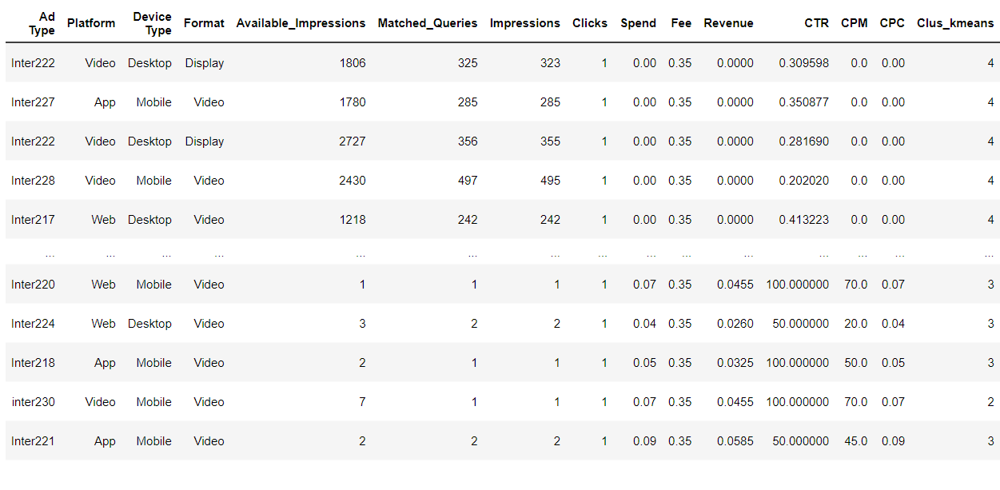 Ad Type Platform Device Type Format Available_Impressions Matched_Queries Impressions Clicks Spend Fee Revenue CTR CPM CPC Clus_kmeans
Inter222 Video Desktop Display 1806 325 323 1 0.00 0.35 0.0000 0.309598 0.0 0.00 4
Inter227 App Mobile Video 1780 285 285 1 0.00 0.35 0.0000 0.350877 0.0 0.00 4
Inter222 Video Desktop Display 2727 356 355 1 0.00 0.35 0.0000 0.281690 0.0 0.00 4
Inter228 Video Mobile Video 2430 497 495 1 0.00 0.35 0.0000 0.202020 0.0 0.00 4
Inter217 Web Desktop Video 1218 242 242 1 0.00 0.35 0.0000 0.413223 0.0 0.00 4
... ... ... ... ... ... ... ... ... ... ... ... ... ... ...
Inter220 Web Mobile Video 1 1 1 1 0.07 0.35 0.0455 100.000000 70.0 0.07 3
Inter224 Web Desktop Video 3 2 2 1 0.04 0.35 0.0260 50.000000 20.0 0.04 3
Inter218 App Mobile Video 2 1 1 1 0.05 0.35 0.0325 100.000000 50.0 0.05 3
inter230 Video Mobile Video 7 1 1 1 0.07 0.35 0.0455 100.000000 70.0 0.07 2
Inter221 App Mobile Video 2 2 2 1 0.09 0.35 0.0585 50.000000 45.0 0.09 3